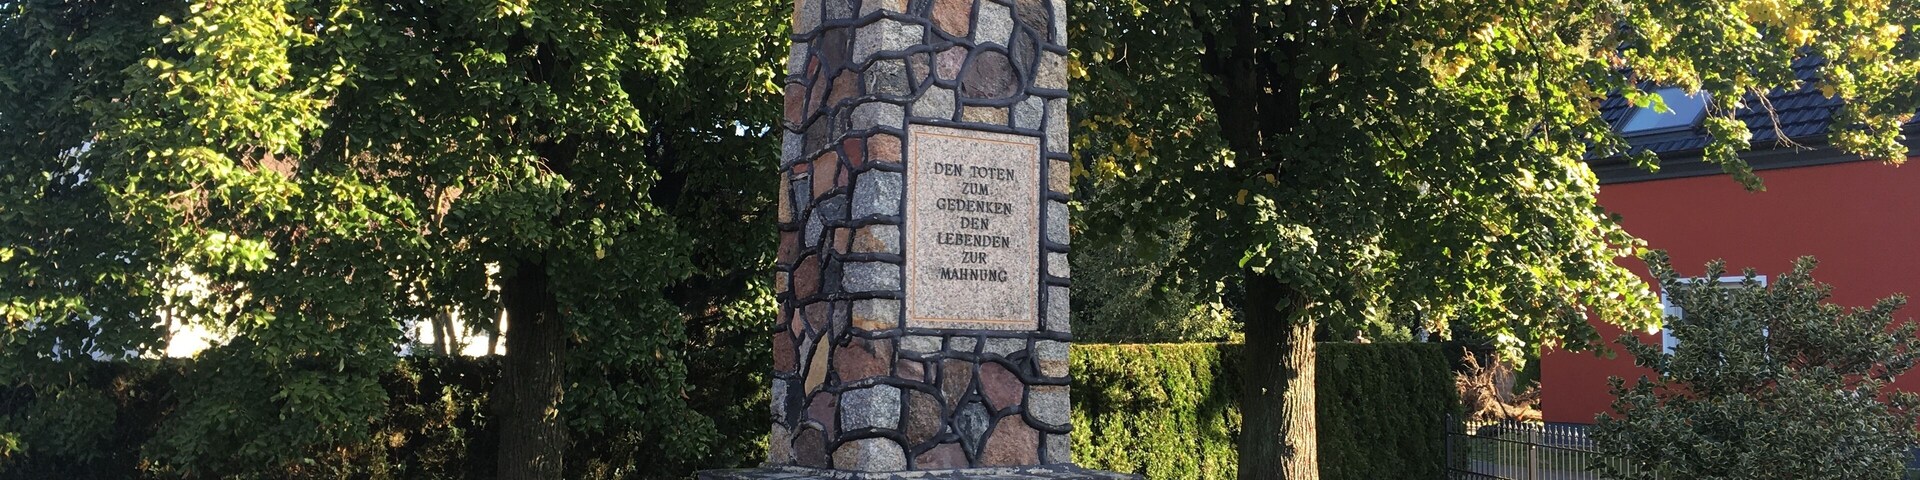 DEN TOTEN
ZUM
GEDENKEN
DEN
LEBENDEN
ZUR
MAHNUNG